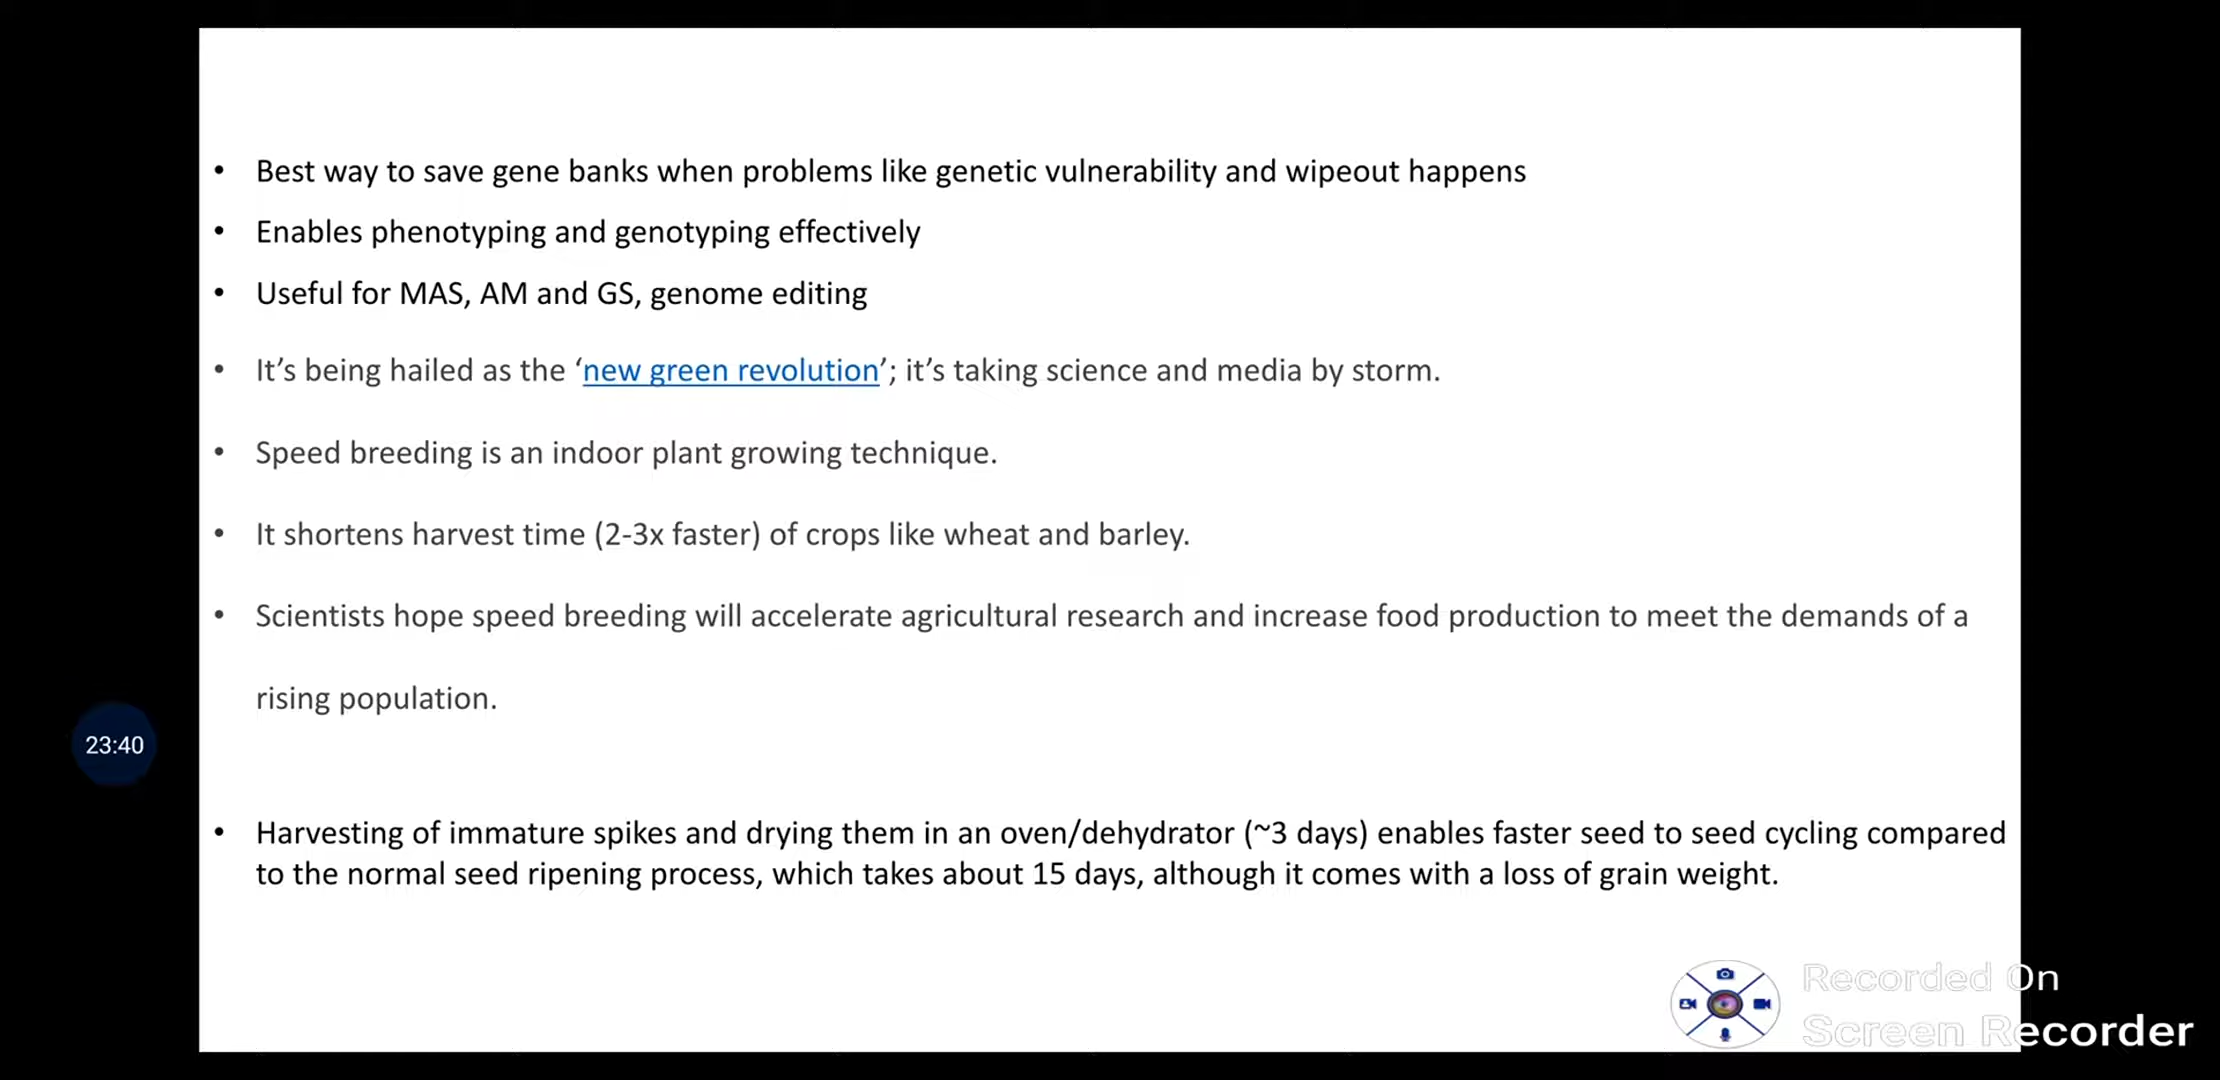 • Best way to save gene banks when problems like genetic vulnerability and wipeout happens
• Enables phenotyping and genotyping effectively
• Useful for MAS, AM and GS, genome editing
• It’s being hailed as the ‘new green revolution’; it’s taking science and media by storm.
• Speed breeding is an indoor plant growing technique.
• It shortens harvest time (2-3x faster) of crops like wheat and barley.
• Scientists hope speed breeding will accelerate agricultural research and increase food production to meet the demands of a
rising population.
23:40
• Harvesting of immature spikes and drying them in an oven/dehydrator (~3 days) enables faster seed to seed cycling compared
to the normal seed ripening process, which takes about 15 days, although it comes with a loss of grain weight.
Recorded On
Screen Recorder